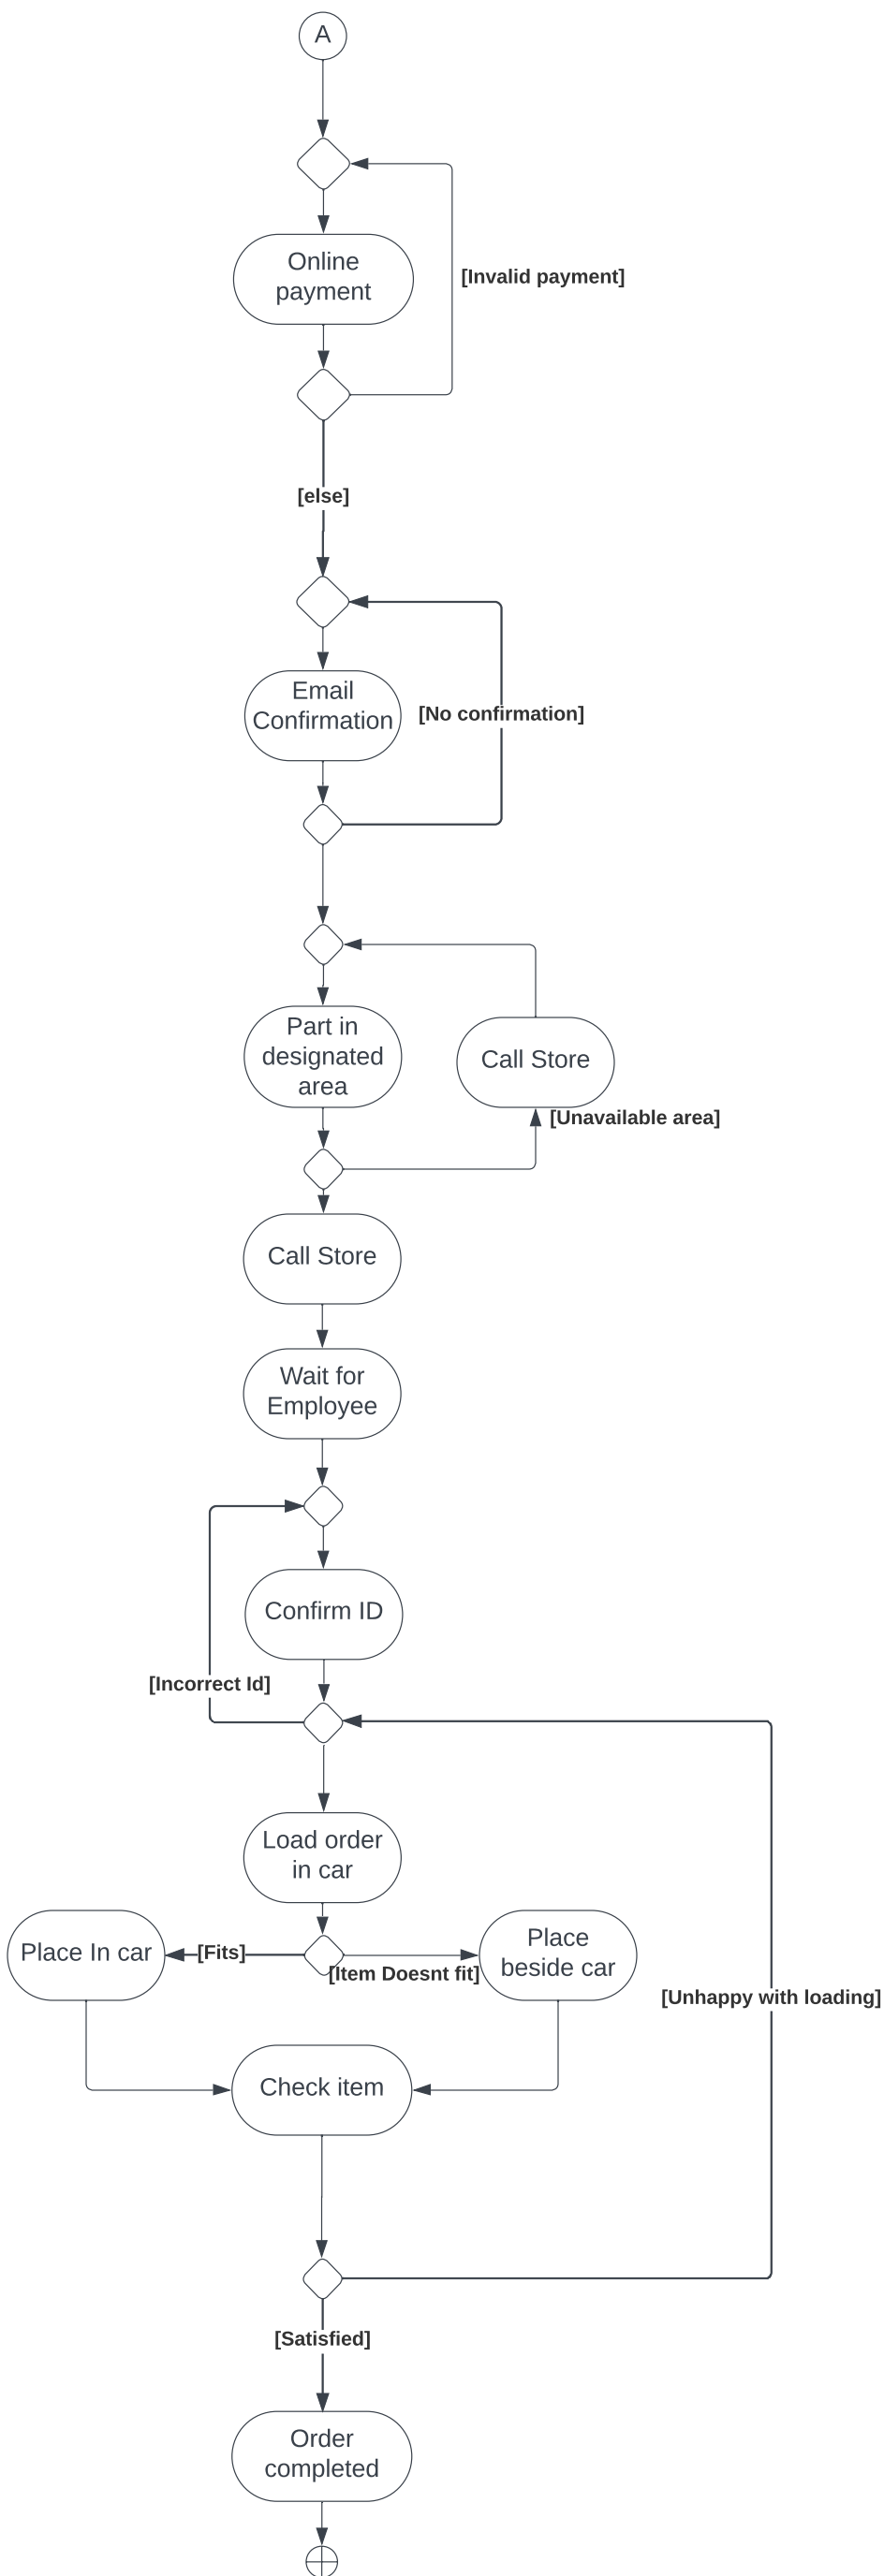 A
Online
payment
[Invalid payment]
[else]
Email
Confirmation
[No confirmation]
Part in
designated
area
Call Store
[Unavailable area]
Call Store
Wait for
Employee
Confirm ID
[Incorrect Id]
Load order
in car
Place In car
[Fits]
[Item Doesnt fit]
Place
beside car
[Unhappy with loading]
Check item
[Satisfied]
Order
completed